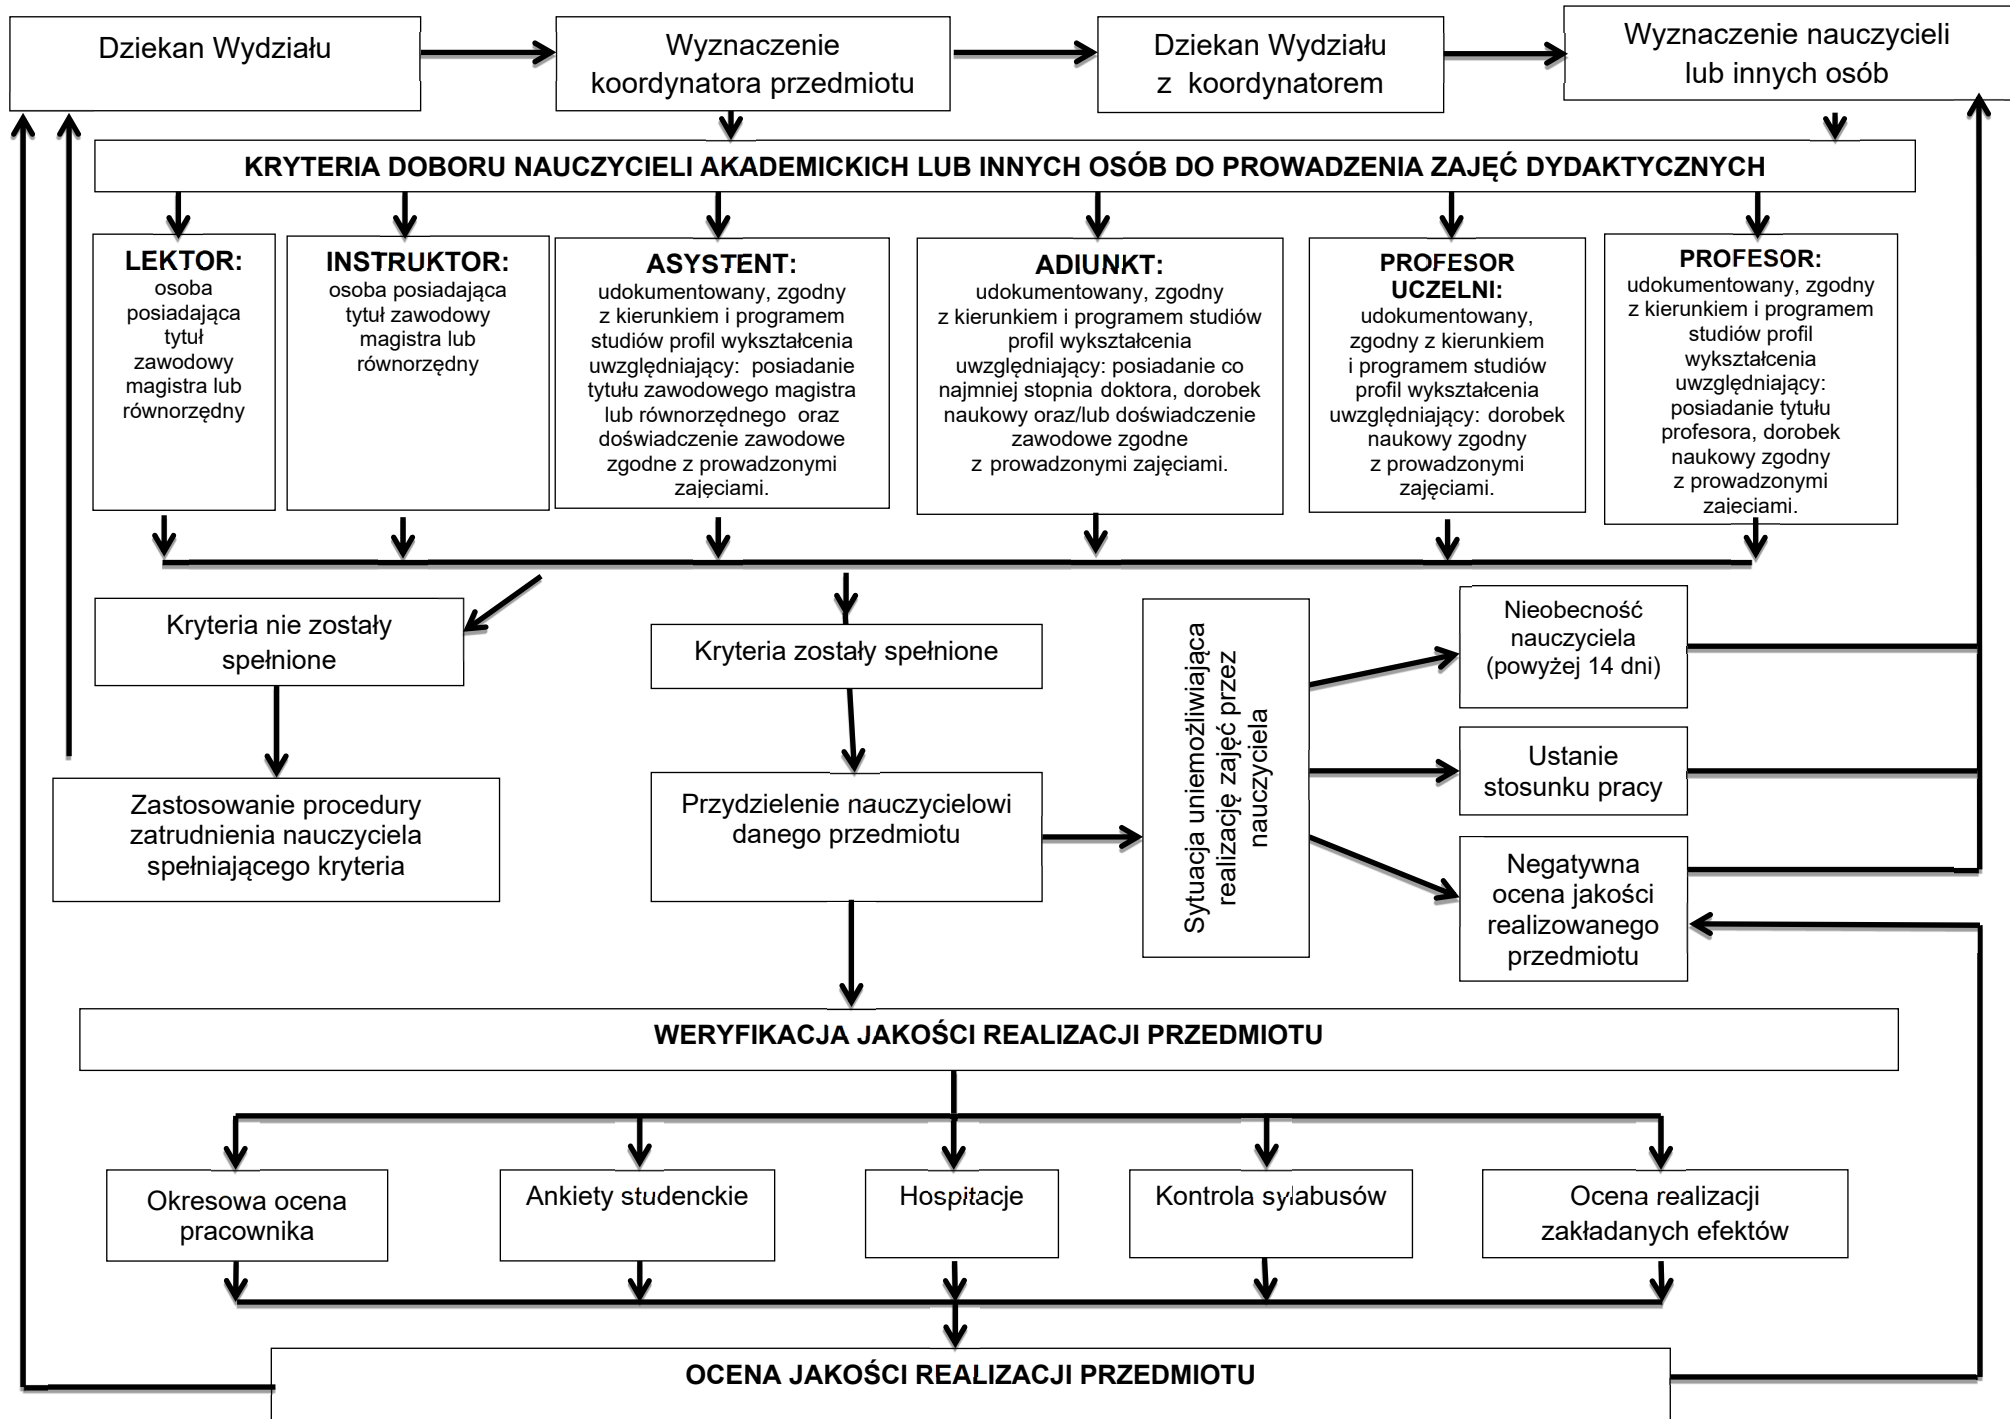 Dziekan Wydziału
Wyznaczenie
koordynatora przedmiotu
Dziekan Wydziału
z koordynatorem
Wyznaczenie nauczycieli
lub innych osób
KRYTERIA DOBORU NAUCZYCIELI AKADEMICKICH LUB INNYCH OSÓB DO PROWADZENIA ZAJĘĆ DYDAKTYCZNYCH
LEKTOR:
osoba
posiadająca
tytuł
zawodowy
magistra lub
równorzędny
INSTRUKTOR:
osoba posiadająca
tytuł zawodowy
magistra lub
równorzędny
ASYSTENT:
udokumentowany, zgodny
z kierunkiem i programem
studiów profil wykształcenia
uwzględniający: posiadanie
tytułu zawodowego magistra
lub równorzędnego oraz
doświadczenie zawodowe
zgodne z prowadzonymi
zajęciami.
ADIUNKT:
udokumentowany, zgodny
z kierunkiem i programem studiów
profil wykształcenia
uwzględniający: posiadanie co
najmniej stopnia doktora, dorobek
naukowy oraz/lub doświadczenie
zawodowe zgodne
z prowadzonymi zajęciami.
PROFESOR
UCZELNI:
udokumentowany,
zgodny z kierunkiem
i programem studiów
profil wykształcenia
uwzględniający: dorobek
naukowy zgodny
z prowadzonymi
zajęciami.
PROFESOR:
udokumentowany, zgodny
z kierunkiem i programem
studiów profil
wykształcenia
uwzględniający:
posiadanie tytułu
profesora, dorobek
naukowy zgodny
z prowadzonymi
zajęciami.
Kryteria nie zostały
spełnione
Kryteria zostały spełnione
Sytuacja uniemożliwiająca
realizację zajęć przez
nauczyciela
Nieobecność
nauczyciela
(powyżej 14 dni)
Ustanie
stosunku pracy
Zastosowanie procedury
zatrudnienia nauczyciela
spełniającego kryteria
Przydzielenie nauczycielowi
danego przedmiotu
Negatywna
ocena jakości
realizowanego
przedmiotu
WERYFIKACJA JAKOŚCI REALIZACJI PRZEDMIOTU
Okresowa ocena
pracownika
Ankiety studenckie
Hospitacje
Kontrola sylabusów
Ocena realizacji
zakładanych efektów
OCENA JAKOŚCI REALIZACJI PRZEDMIOTU